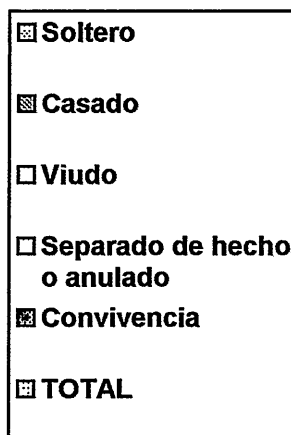 Soltero
Casado
Viudo
Separado de hecho
o anulado
Convivencia
TOTAL